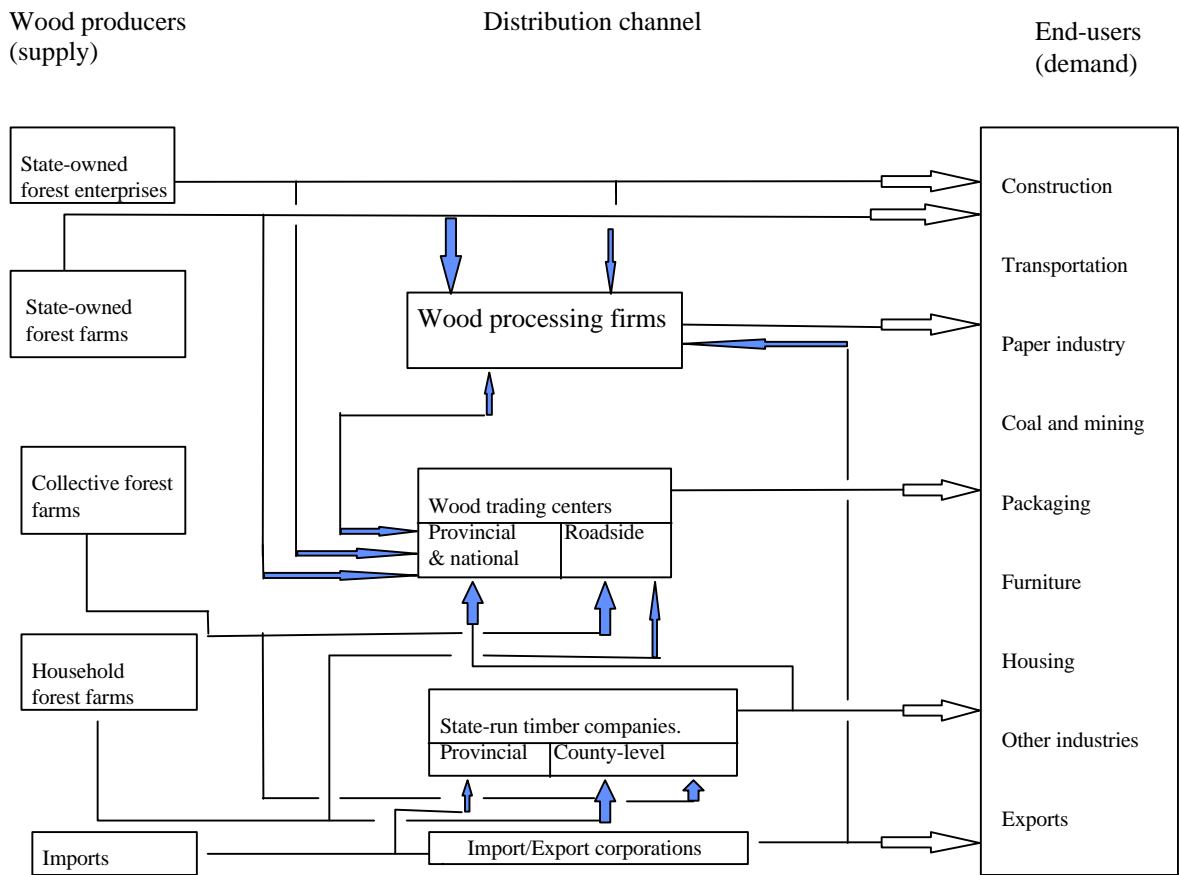 Wood producers
(supply)
Distribution channel
End-users
(demand)
State-owned
forest enterprises
State-owned
forest farms
Collective forest
farms
Household
forest farms
Imports
Wood processing firms
Wood trading centers
Provincial
& national
Roadside
State-run timber companies.
Provincial
County-level
Import/Export corporations
Construction
Transportation
Paper industry
Coal and mining
Packaging
Furniture
Housing
Other industries
Exports